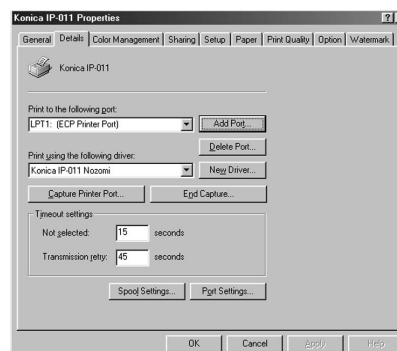 Konica IP-011 Properties
General Details Color Management Sharing Setup Paper Print Quality Option Watermark
Konica IP-011
Print to the following port:
LPT1: (ECP Printer Port) Add Port...
Delete Port...
Print using the following driver:
Konica IP-011 Nozomi New Driver...
Capture Printer Port... End Capture...
Timeout settings
Not selected: 15 seconds
Transmission retry: 45 seconds
Spool Settings... Port Settings...
OK Cancel Apply Help